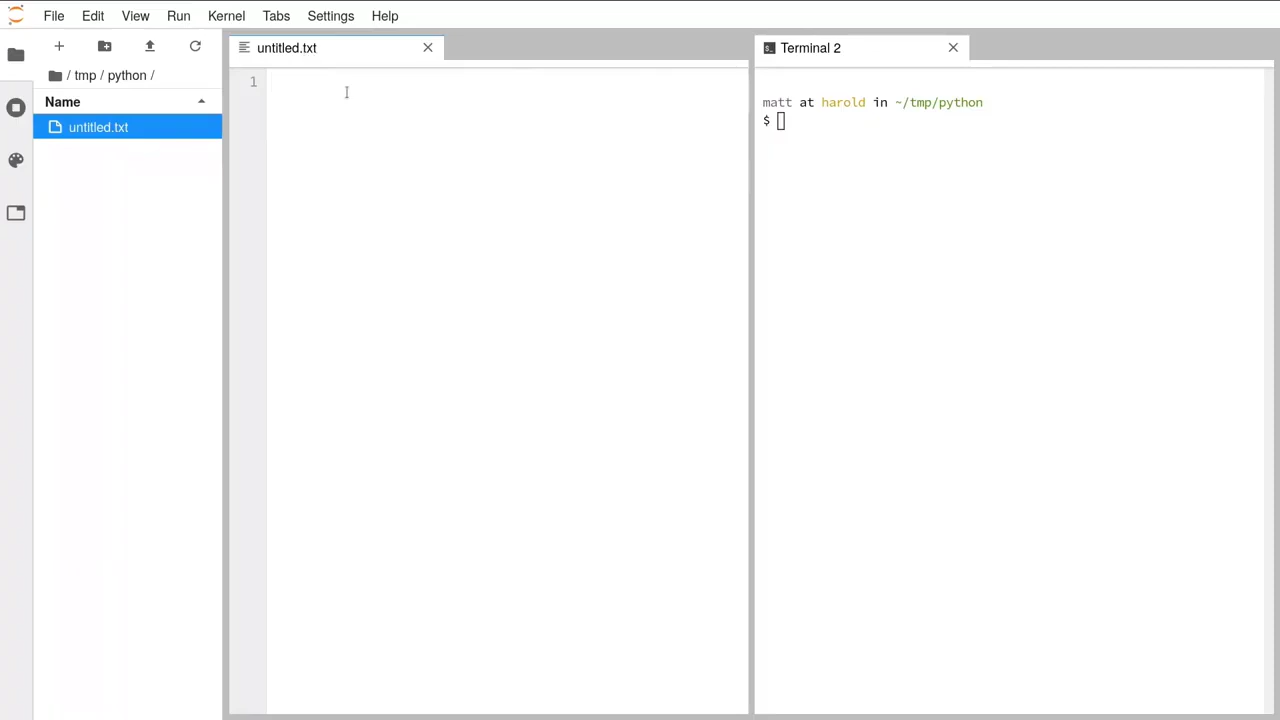 File Edit View Run Kernel Tabs Settings Help
untitled.txt
Terminal 2
/ tmp / python /
Name
untitled.txt
1
matt at harold in ~/tmp/python
$